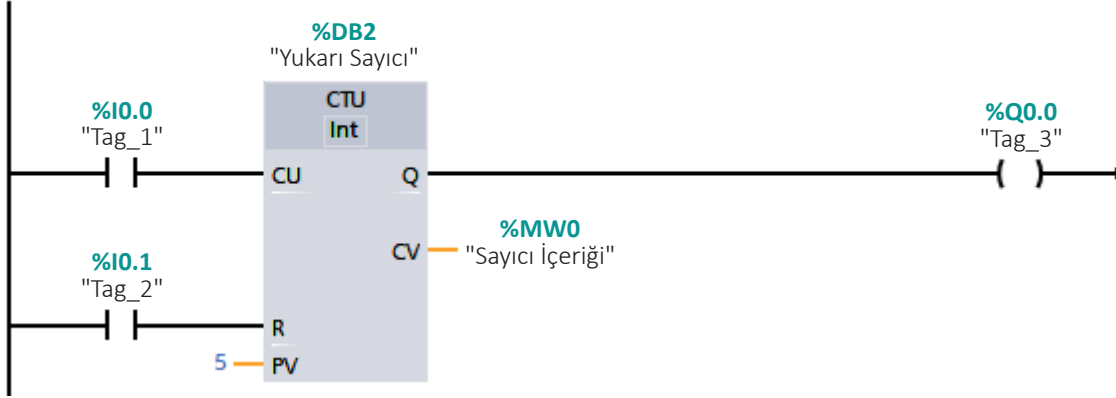 %DB2
"Yukarı Sayıcı"
CTU
Int
%I0.0
"Tag_1"
CU
Q
%Q0.0
"Tag_3"
CV
%MW0
"Sayıcı İçeriği"
%I0.1
"Tag_2"
R
5
PV